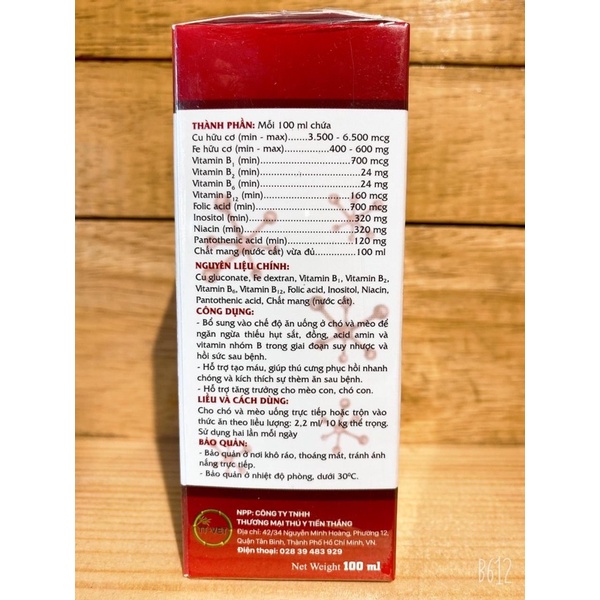 THÀNH PHẦN: Mỗi 100 ml chứa
Cu hữu cơ (min - max).......3.500 - 6.500 mcg
Fe hữu cơ (min - max)................400 - 600 mg
Vitamin B1 (min)................................700 mcg
Vitamin B2 (min)...................................24 mg
Vitamin B6 (min)...................................24 mg
Vitamin B12 (min)..............................160 mcg
Folic acid (min)..................................700 mcg
Inositol (min)......................................320 mg
Niacin (min).......................................320 mg
Pantothenic acid (min)........................120 mg
Chất mang (nước cất) vừa đủ..............100 ml
NGUYÊN LIỆU CHÍNH:
Cu gluconate, Fe dextran, Vitamin B1, Vitamin B2,
Vitamin B6, Vitamin B12, Folic acid, Inositol, Niacin,
Pantothenic acid, Chất mang (nước cất).
CÔNG DỤNG:
- Bổ sung vào chế độ ăn uống ở chó và mèo để
ngăn ngừa thiếu hụt sắt, đồng, acid amin và
vitamin nhóm B trong giai đoạn suy nhược và
hồi sức sau bệnh.
- Hỗ trợ tạo máu, giúp thú cưng phục hồi nhanh
chóng và kích thích sự thèm ăn sau bệnh.
- Hỗ trợ tăng trưởng cho mèo con, chó con.
LIỀU VÀ CÁCH DÙNG:
Cho chó và mèo uống trực tiếp hoặc trộn vào
thức ăn theo liều lượng: 2,2 ml/ 10 kg thể trọng.
Sử dụng hai lần mỗi ngày
BẢO QUẢN:
- Bảo quản ở nơi khô ráo, thoáng mát, tránh ánh
nắng trực tiếp.
- Bảo quản ở nhiệt độ phòng, dưới 30ºC.
TTVET
NPP: CÔNG TY TNHH
THƯƠNG MẠI THÚ Y TIẾN THẮNG
Địa chỉ: 42/34 Nguyễn Minh Hoàng, Phường 12,
Quận Tân Bình, Thành Phố Hồ Chí Minh, VN.
Điện thoại: 028 39 483 929
Net Weight 100 ml
B612